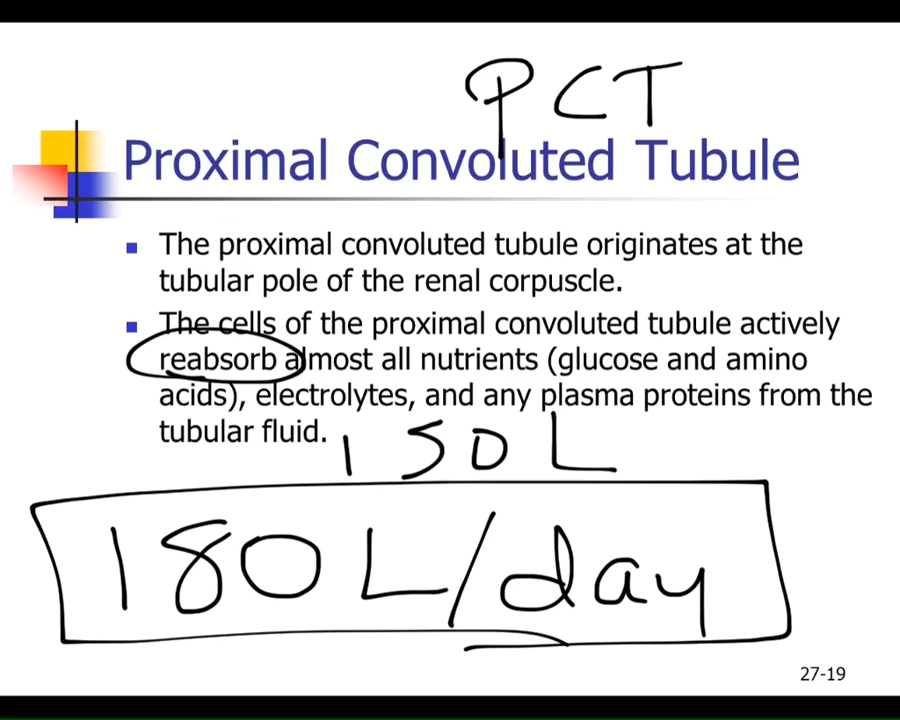 PCT
Proximal Convoluted Tubule
The proximal convoluted tubule originates at the
tubular pole of the renal corpuscle.
The cells of the proximal convoluted tubule actively
reabsorb almost all nutrients (glucose and amino
acids), electrolytes, and any plasma proteins from the
tubular fluid.
150 L
180 L/day
27-19